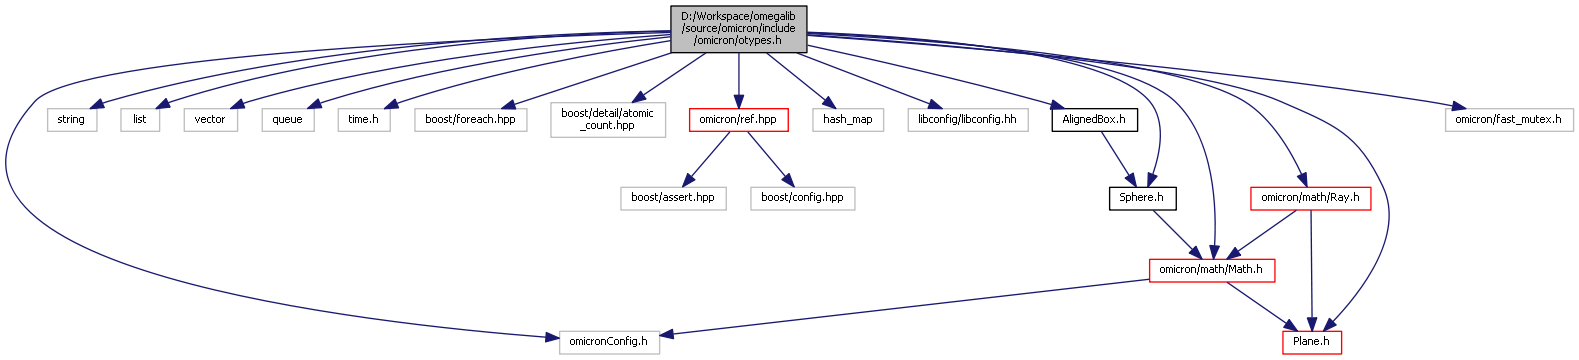 D:/Workspace/omegalib
/source/omicron/include
/omicron/otypes.h
string
list
vector
queue
time.h
boost/foreach.hpp
boost/detail/atomic
_count.hpp
omicron/ref.hpp
hash_map
libconfig/libconfig.hh
AlignedBox.h
omicron/fast_mutex.h
boost/assert.hpp
boost/config.hpp
Sphere.h
omicron/math/Ray.h
omicron/math/Math.h
omicronConfig.h
Plane.h